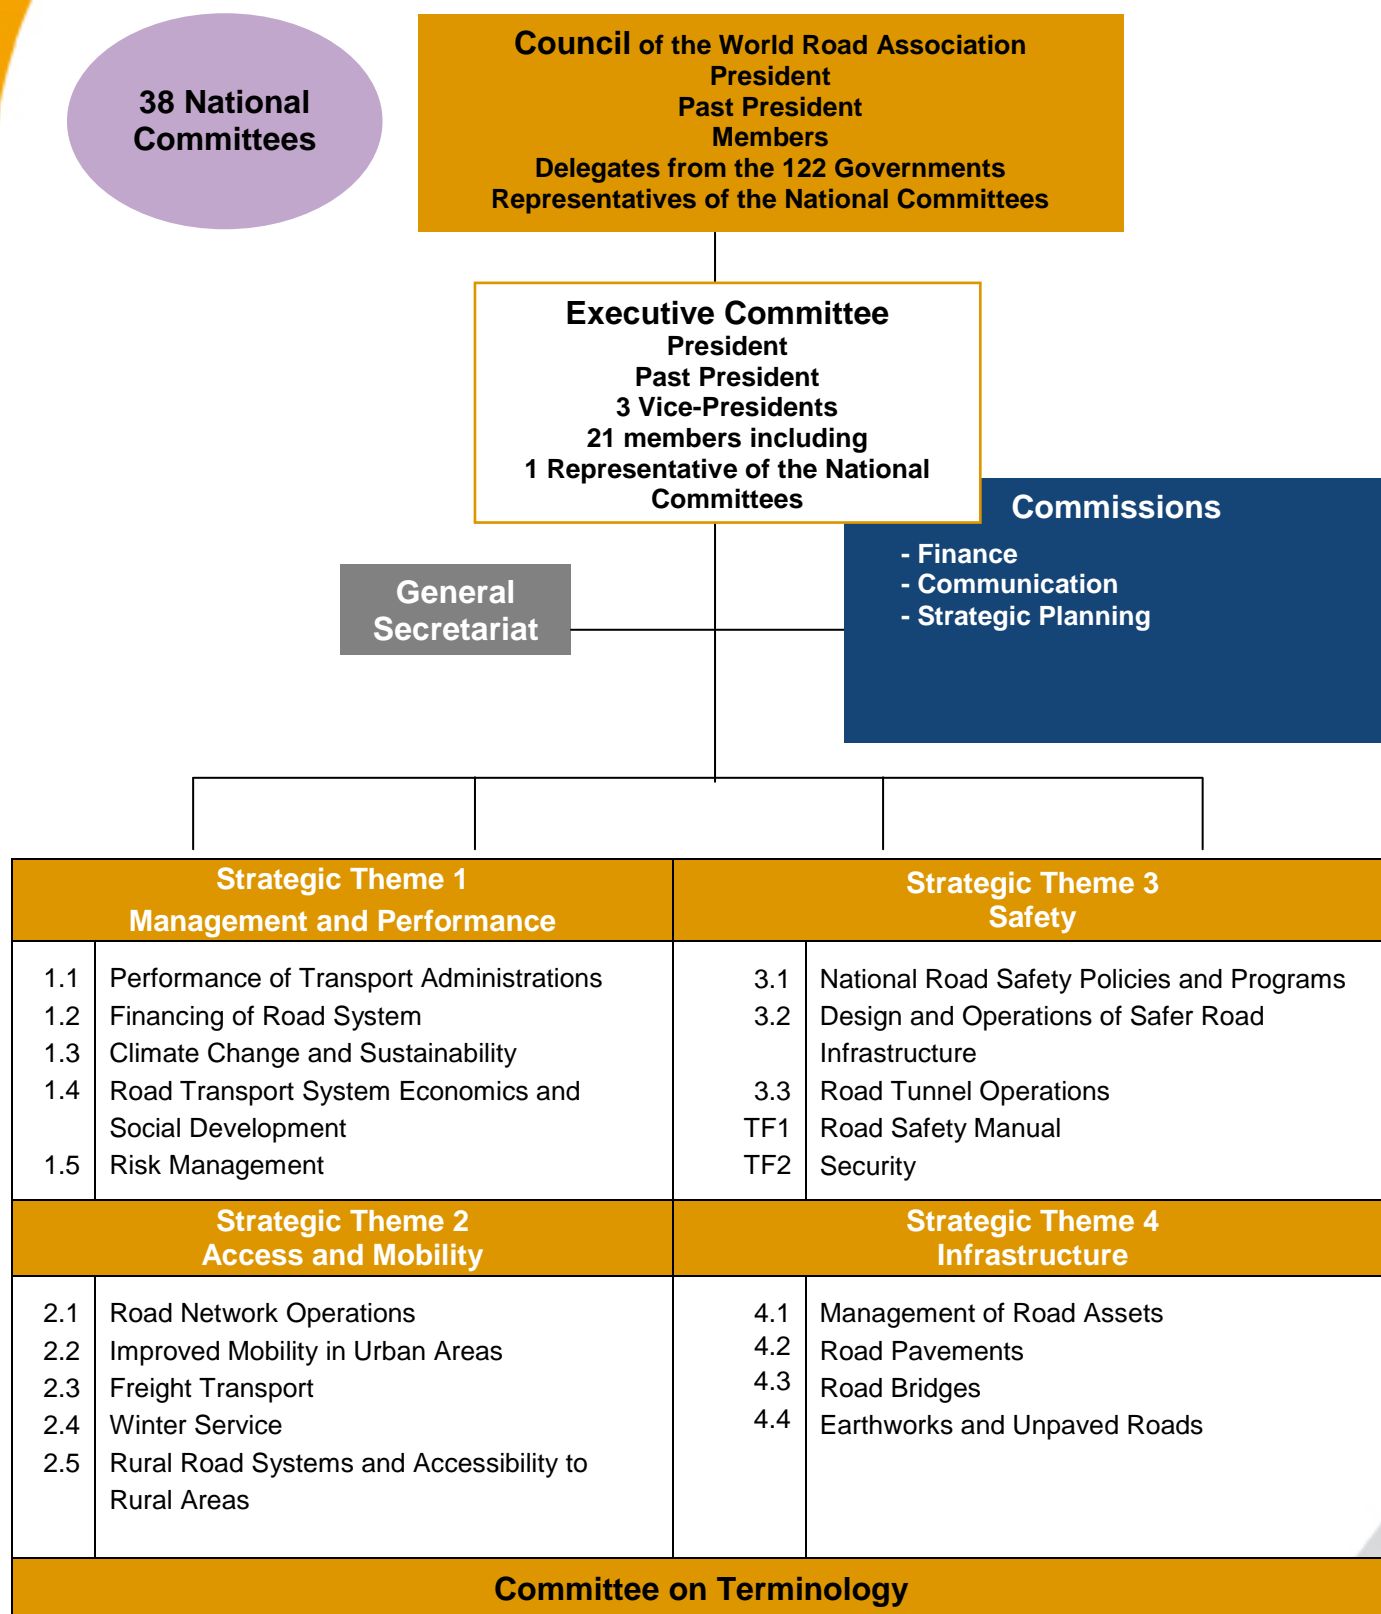 38 National
Committees
Council of the World Road Association
President
Past President
Members
Delegates from the 122 Governments
Representatives of the National Committees
Executive Committee
President
Past President
3 Vice-Presidents
21 members including
1 Representative of the National
Committees
Commissions
- Finance
- Communication
- Strategic Planning
General
Secretariat
Strategic Theme 1
Management and Performance
1.1 Performance of Transport Administrations
1.2 Financing of Road System
1.3 Climate Change and Sustainability
1.4 Road Transport System Economics and
Social Development
1.5 Risk Management
Strategic Theme 3
Safety
3.1 National Road Safety Policies and Programs
3.2 Design and Operations of Safer Road
Infrastructure
3.3 Road Tunnel Operations
TF1 Road Safety Manual
TF2 Security
Strategic Theme 2
Access and Mobility
2.1 Road Network Operations
2.2 Improved Mobility in Urban Areas
2.3 Freight Transport
2.4 Winter Service
2.5 Rural Road Systems and Accessibility to
Rural Areas
Strategic Theme 4
Infrastructure
4.1 Management of Road Assets
4.2 Road Pavements
4.3 Road Bridges
4.4 Earthworks and Unpaved Roads
Committee on Terminology